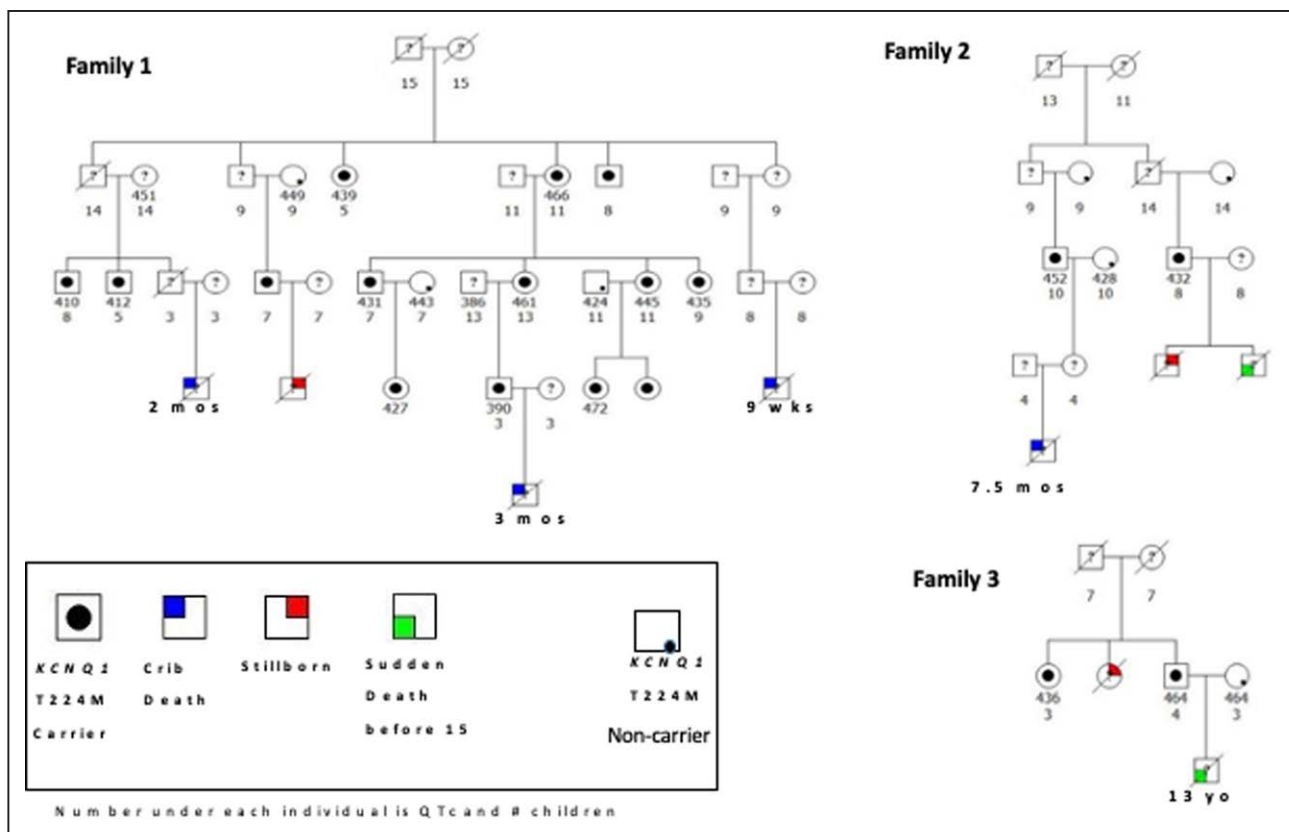 Family 1
Family 2
? ?
15 15
? ?
13 11
? ? ? ? ? ?
451 449 439 466
14 14 9 9 5 11 11 8 9 9
? ?
9 9 14 14
? ? ? ? ? ?
410 412 431 443 386 461 424 445 435
8 5 3 3 7 7 7 7 13 13 11 11 9 8 8
?
452 428 432
10 10 8 8
?
2 mos
427
390
3 3
472
9 wks
? ?
4 4
3 mos
7.5 mos
Family 3
? ?
7 7
436 464 464
3 4 3
?
13 yo
KCNQ1
T224M
Carrier
Crib
Death
Stillborn
Sudden
Death
before 15
KCNQ1
T224M
Non-carrier
Number under each individual is QTc and # children